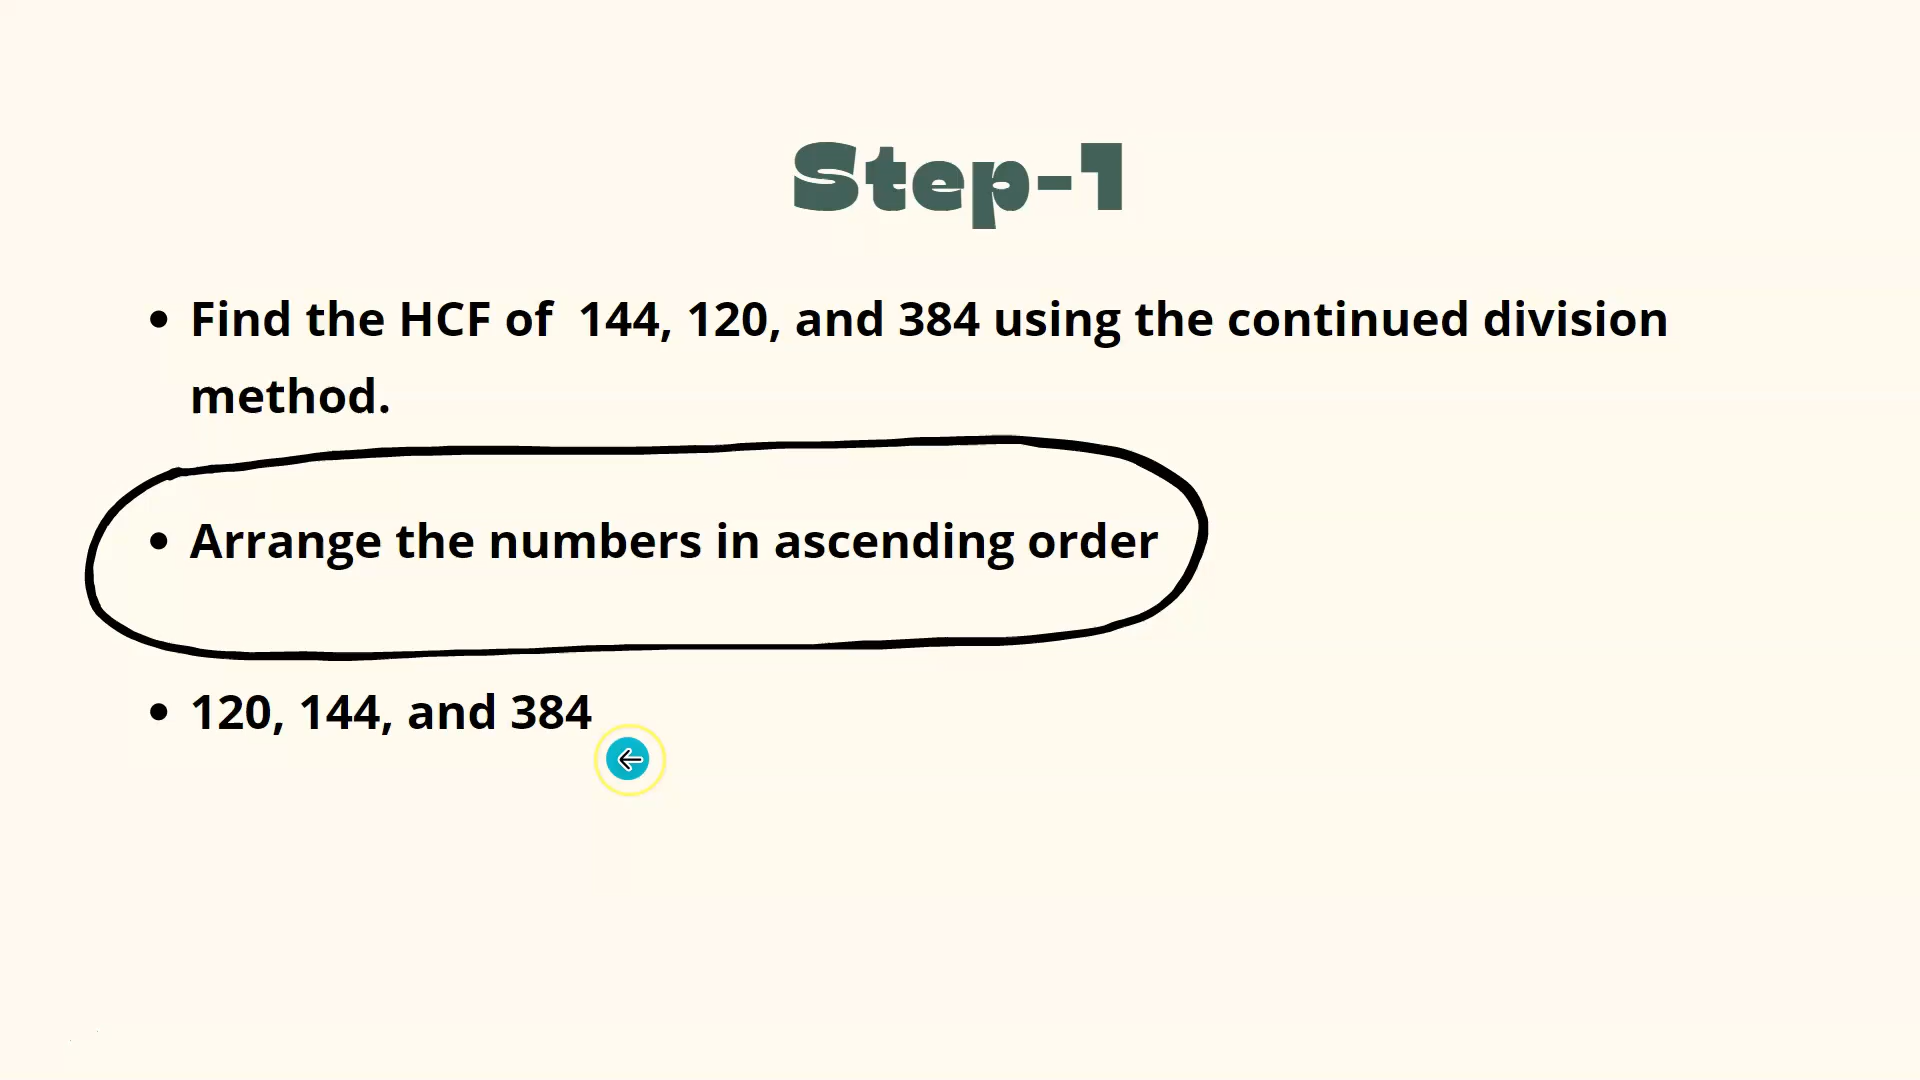 Step-1
• Find the HCF of  144, 120, and 384 using the continued division
method.
• Arrange the numbers in ascending order
• 120, 144, and 384